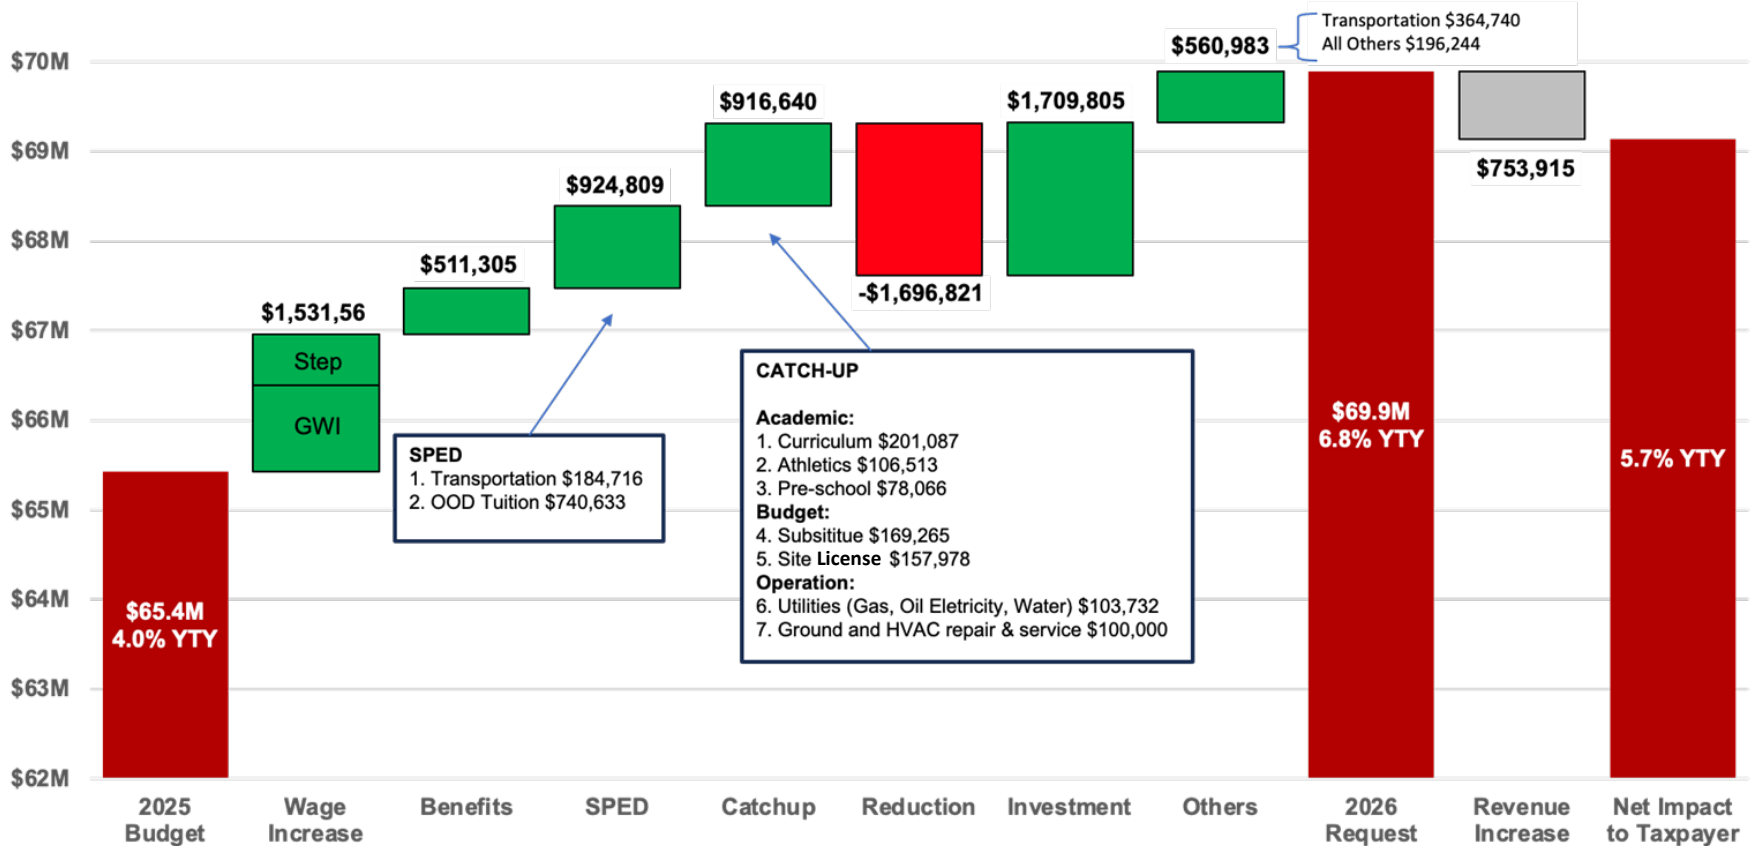 Transportation $364,740
All Others $196,244
$560,983
$70M
$916,640
$1,709,805
$69M
$753,915
$924,809
$68M
$511,305
-$1,696,821
$1,531,56
$67M
Step
GWI
$66M
$65M
$64M
$63M
$62M
CATCH-UP
Academic:
1. Curriculum $201,087
2. Athletics $106,513
3. Pre-school $78,066
Budget:
4. Subsititue $169,265
5. Site License $157,978
Operation:
6. Utilities (Gas, Oil Eletricity, Water) $103,732
7. Ground and HVAC repair & service $100,000
SPED
1. Transportation $184,716
2. OOD Tuition $740,633
$69.9M
6.8% YTY
5.7% YTY
$65.4M
4.0% YTY
2025
Budget
Wage
Increase
Benefits
SPED
Catchup
Reduction
Investment
Others
2026
Request
Revenue
Increase
Net Impact
to Taxpayer